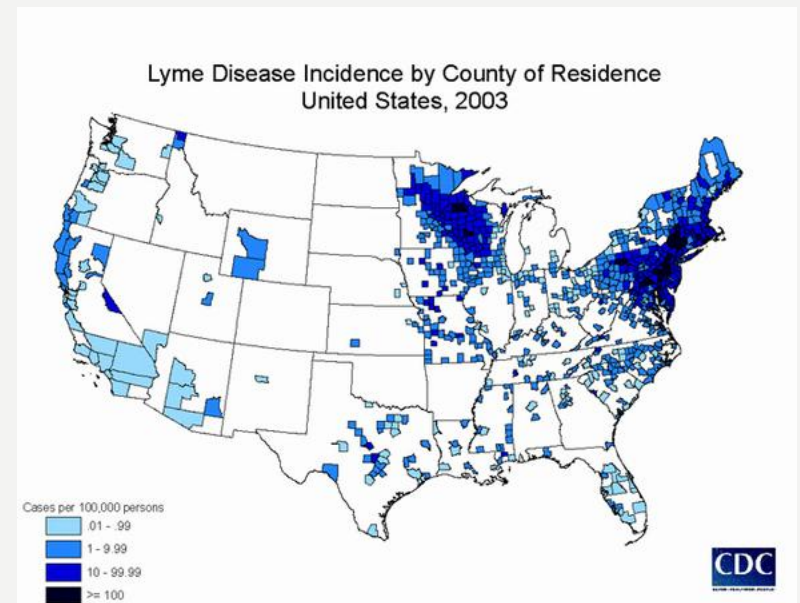 Lyme Disease Incidence by County of Residence
United States, 2003
Cases per 100,000 persons
.01 - .99
1 - 9.99
10 - 99.99
>= 100
CDC